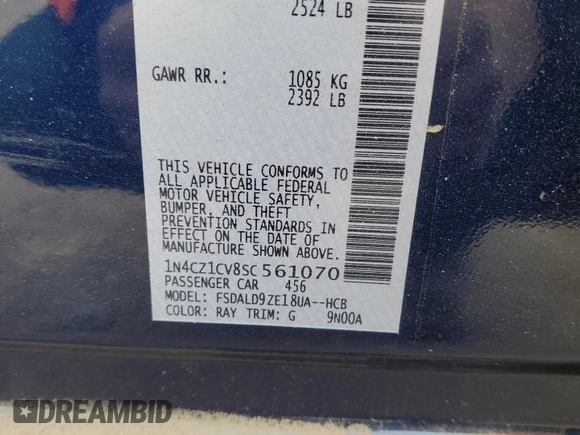 2524 LB
GAWR RR.: 1085 KG
2392 LB
THIS VEHICLE CONFORMS TO
ALL APPLICABLE FEDERAL
MOTOR VEHICLE SAFETY,
BUMPER, AND THEFT
PREVENTION STANDARDS IN
EFFECT ON THE DATE OF
MANUFACTURE SHOWN ABOVE.
1N4CZ1CV8SC561070
PASSENGER CAR 456
MODEL: FSDALD9ZE18UA--HCB
COLOR: RAY TRIM: G 9N00A
DREAMBID